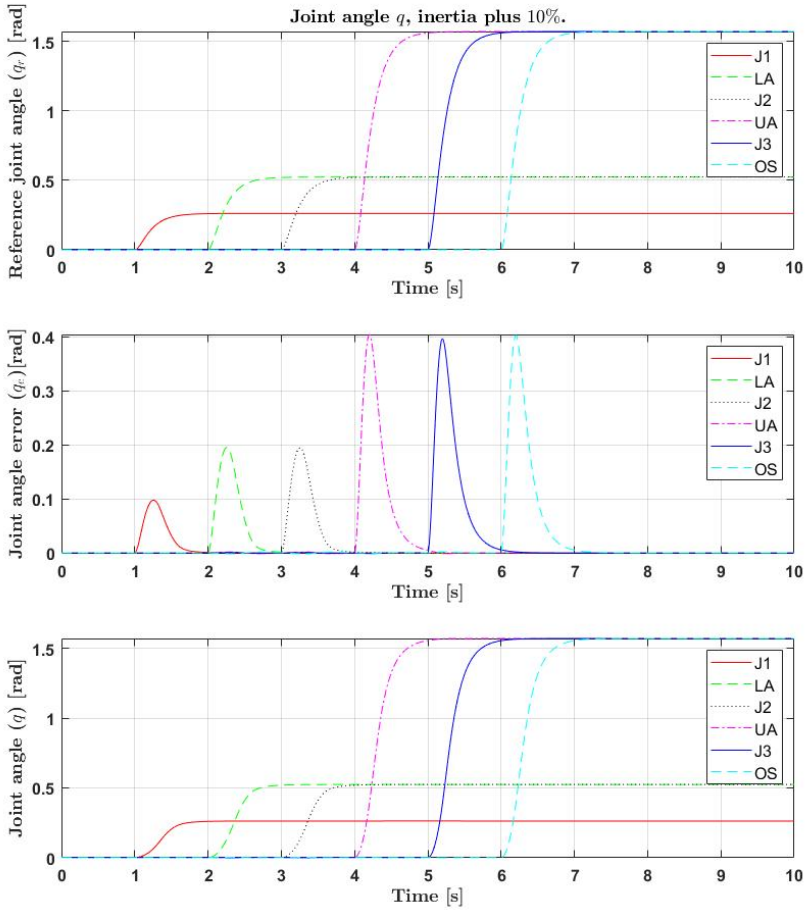 Joint angle q, inertia plus 10%.
Reference joint angle (qr) [rad]
1.5
1
0.5
0
0 1 2 3 4 5 6 7 8 9 10
Time [s]
J1
LA
J2
UA
J3
OS
Joint angle error (qe)[rad]
0.4
0.3
0.2
0.1
0
0 1 2 3 4 5 6 7 8 9 10
Time [s]
J1
LA
J2
UA
J3
OS
Joint angle (q) [rad]
1.5
1
0.5
0
0 1 2 3 4 5 6 7 8 9 10
Time [s]
J1
LA
J2
UA
J3
OS